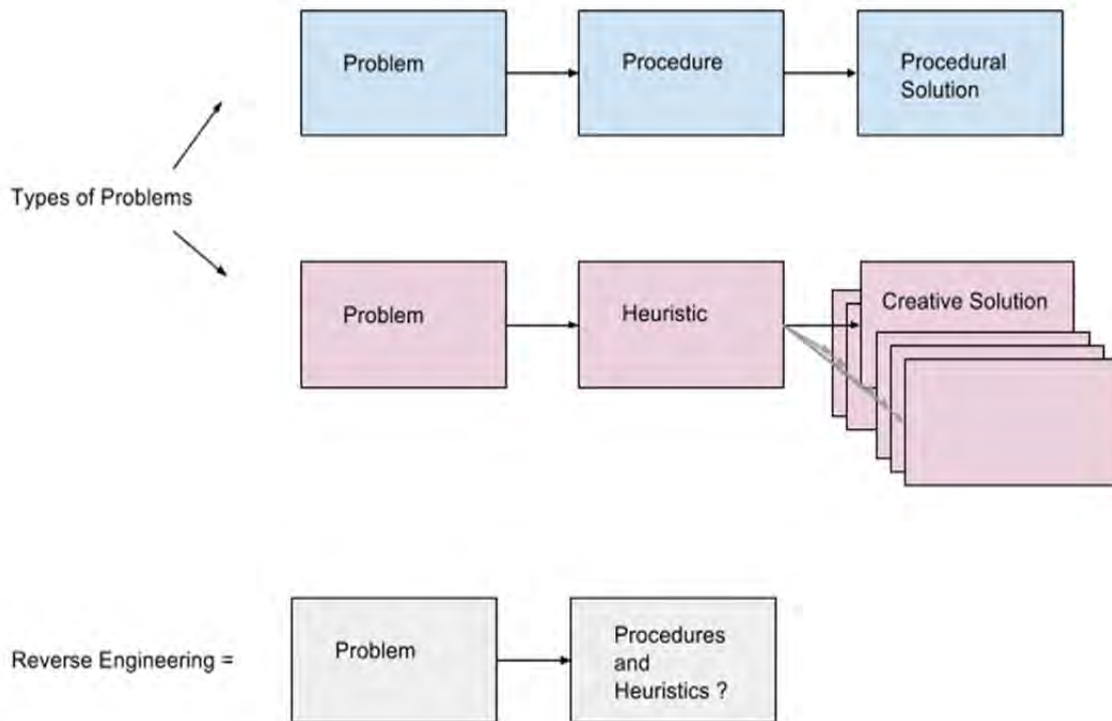 Problem
Procedure
Procedural
Solution
Types of Problems
Problem
Heuristic
Creative Solution
Reverse Engineering =
Problem
Procedures
and
Heuristics ?